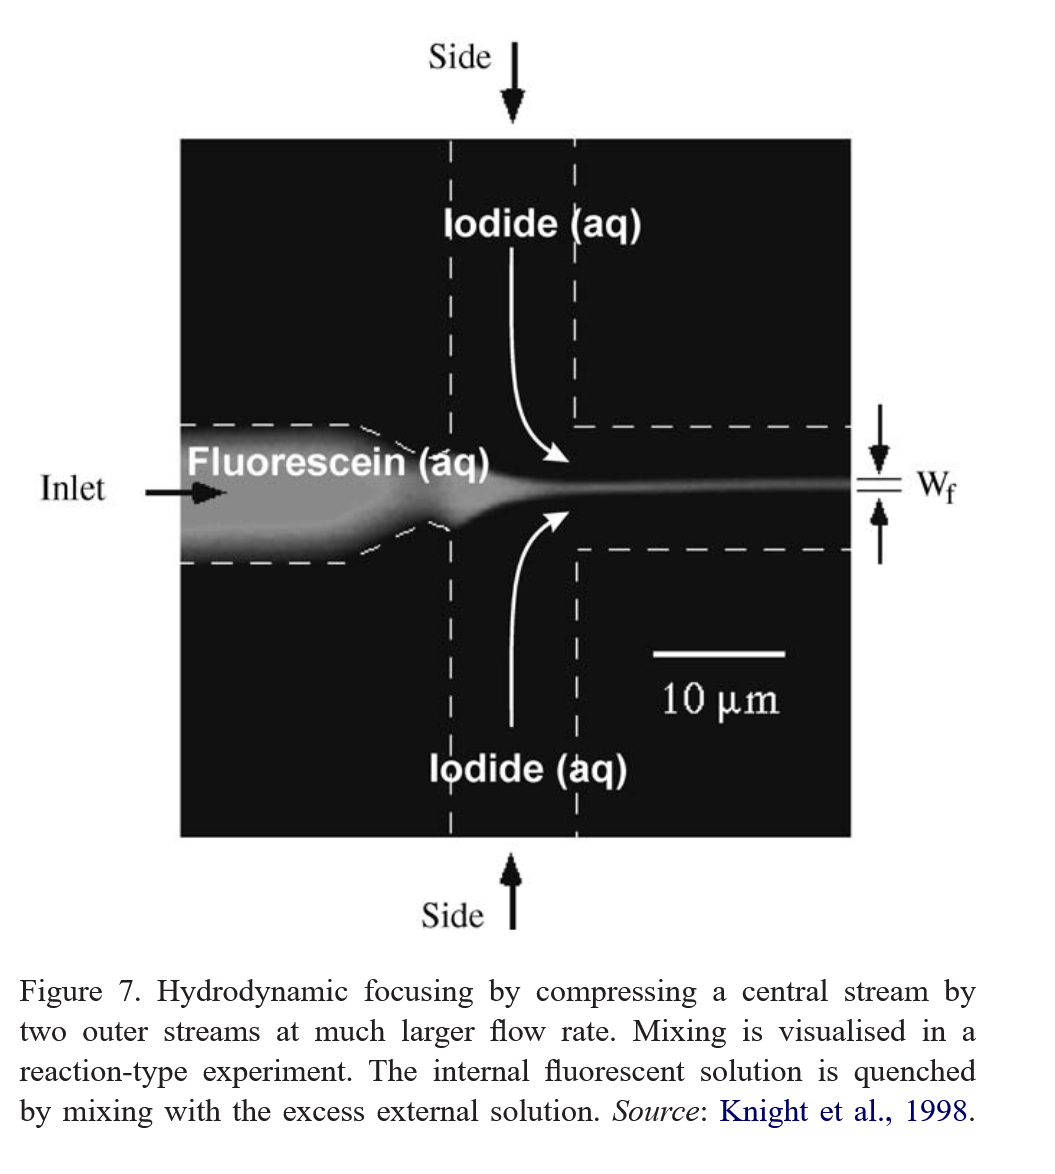 Side
Iodide (aq)
Fluorescein (aq)
Inlet
Wf
10 μm
Iodide (aq)
Side
Figure 7. Hydrodynamic focusing by compressing a central stream by
two outer streams at much larger flow rate. Mixing is visualised in a
reaction-type experiment. The internal fluorescent solution is quenched
by mixing with the excess external solution. Source: Knight et al., 1998.